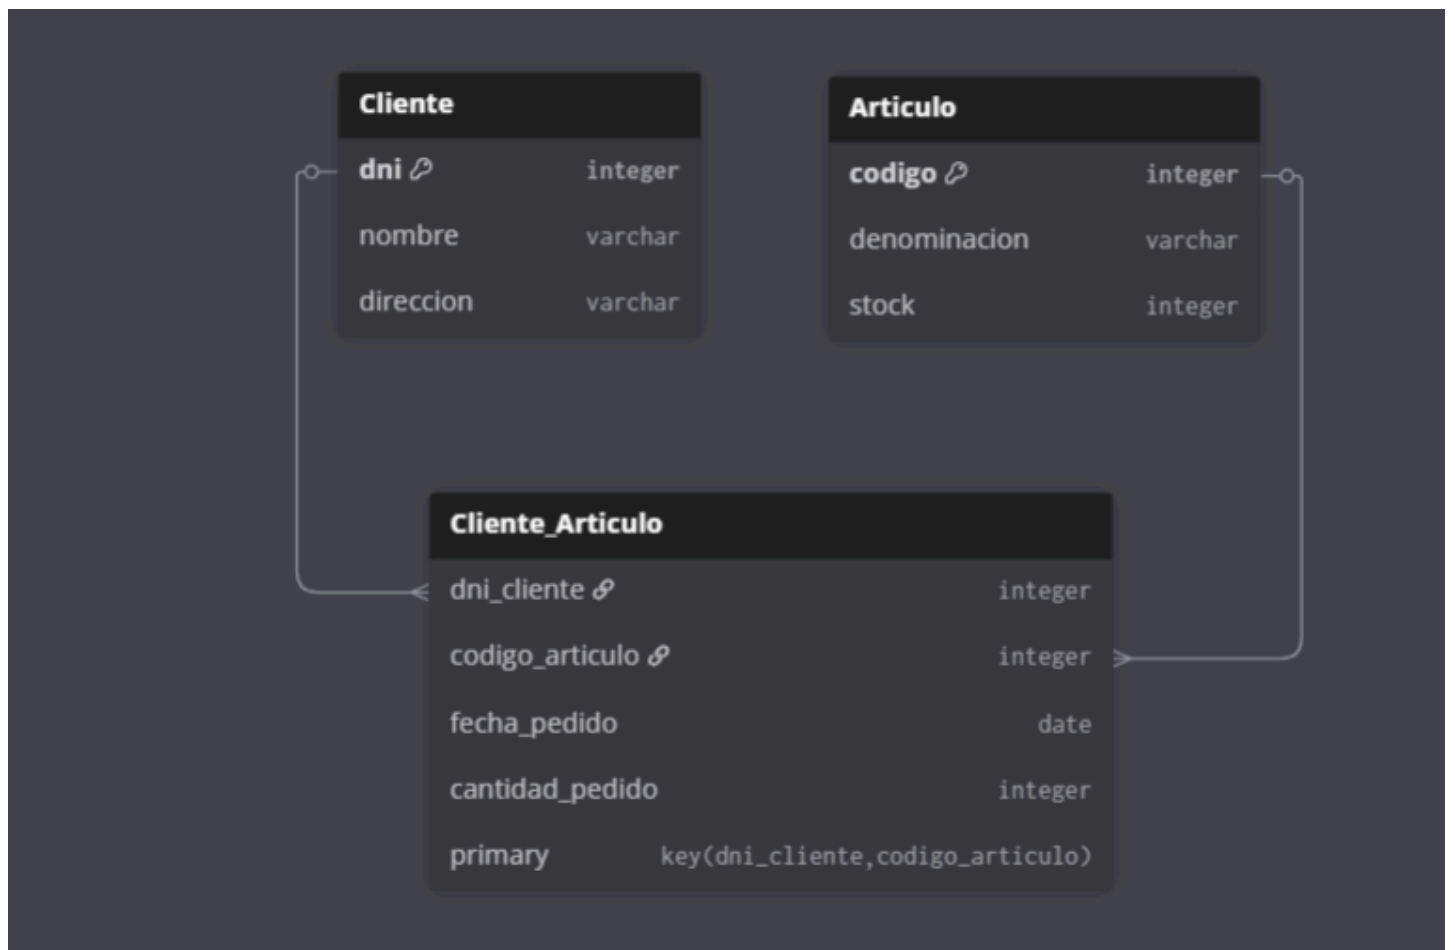 Cliente
dni integer
nombre varchar
direccion varchar
Articulo
codigo integer
denominacion varchar
stock integer
Cliente_Articulo
dni_cliente integer
codigo_articulo integer
fecha_pedido date
cantidad_pedido integer
primary key(dni_cliente,codigo_articulo)